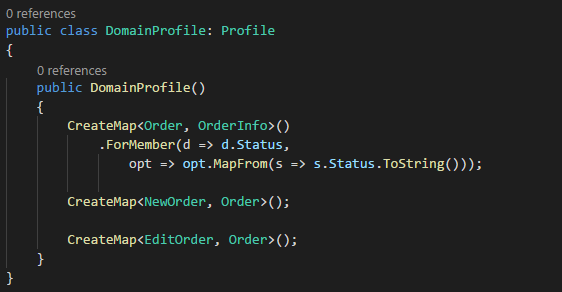 0 references
public class DomainProfile: Profile
{
0 references
public DomainProfile()
{
CreateMap<Order, OrderInfo>()
.ForMember(d => d.Status,
opt => opt.MapFrom(s => s.Status.ToString()));
CreateMap<NewOrder, Order>();
CreateMap<EditOrder, Order>();
}
}